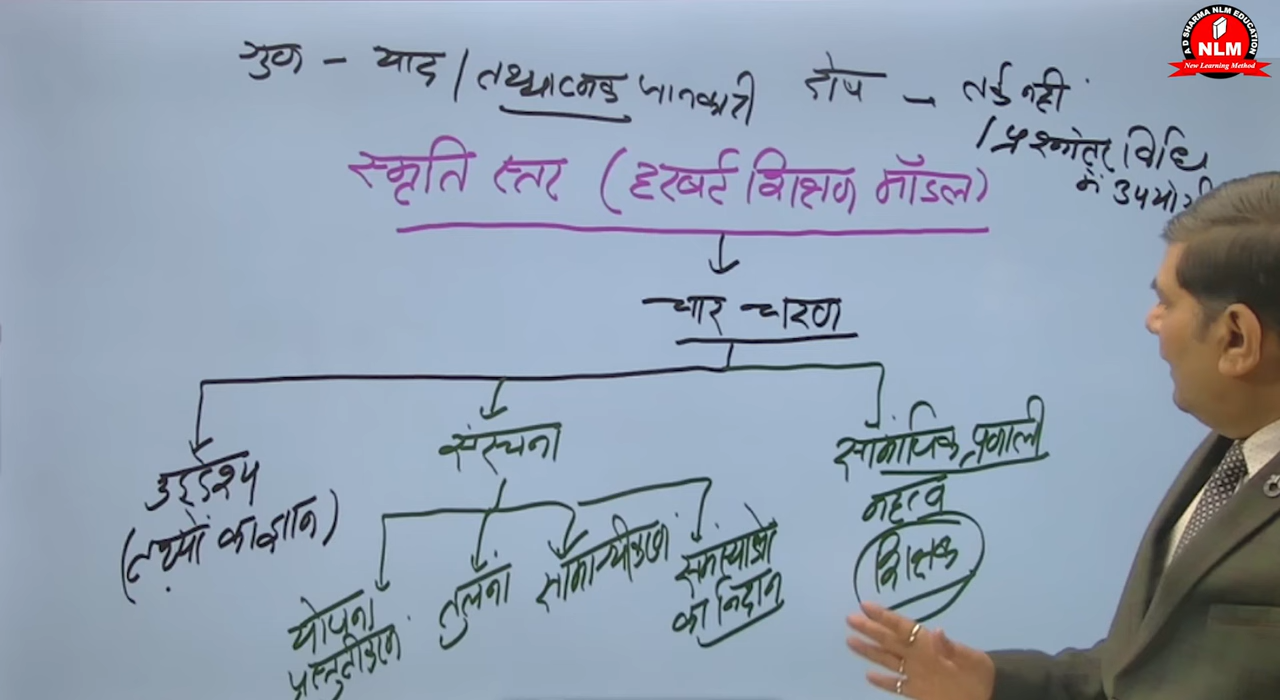 A D SHARMA NLM EDUCATION
NLM
New Learning Method
गुण - याद / तथ्यात्मक जानकारी
दोष - तर्क नहीं
/ प्रश्नोत्तर विधि
में उपयोगी
स्मृति स्तर (हरबर्ट शिक्षण मॉडल)
चार चरण
उद्देश्य
(तथ्यों का ज्ञान)
संरचना
योजना
प्रस्तुतीकरण
तुलना
सामान्यीकरण
समस्याओं
का निदान
सामाजिक प्रणाली
महत्व
शिक्षक